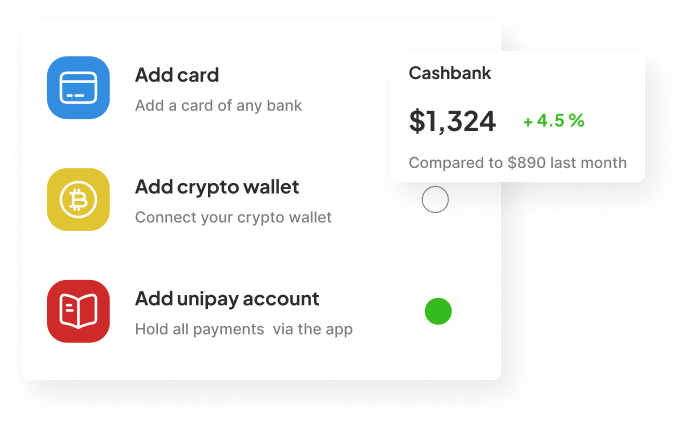 Add card
Add a card of any bank
Cashbank
$1,324
+ 4.5 %
Compared to $890 last month
Add crypto wallet
Connect your crypto wallet
Add unipay account
Hold all payments  via the app